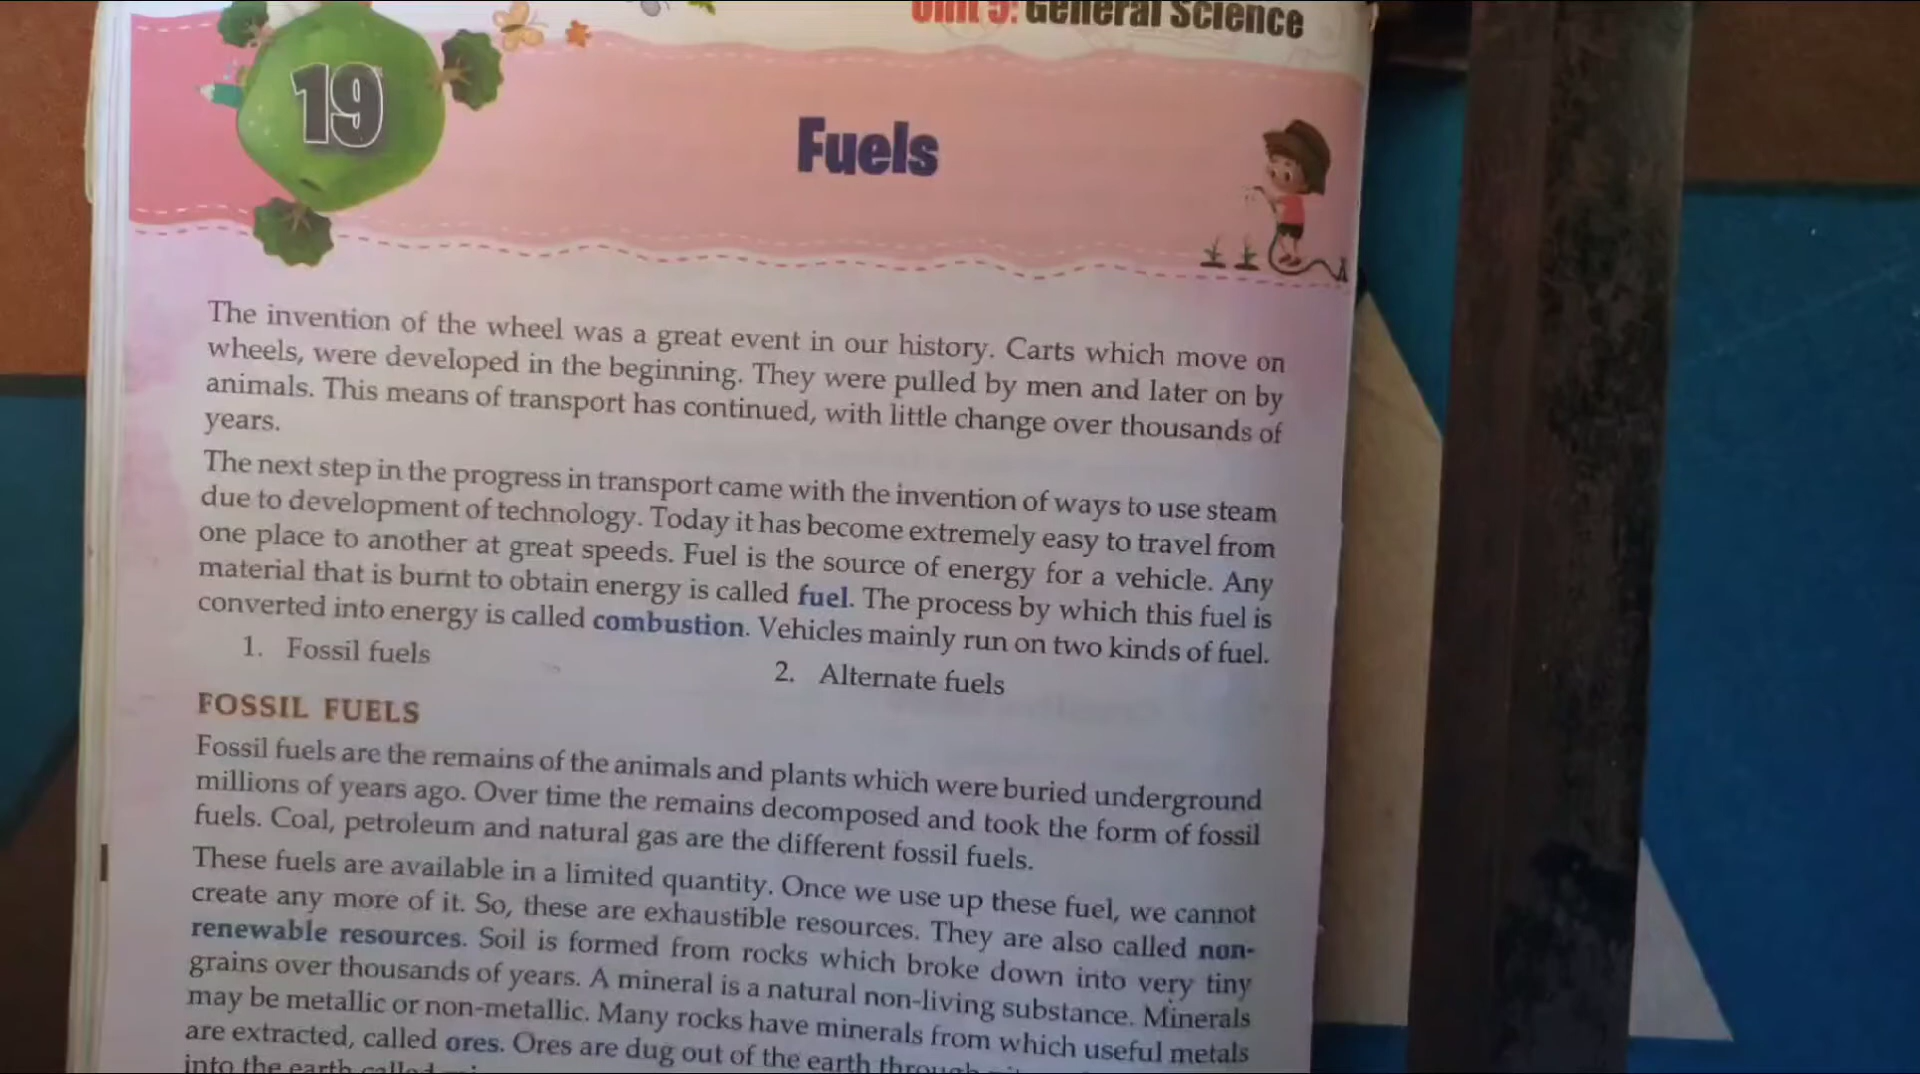 Unit 5: General Science
19
Fuels
The invention of the wheel was a great event in our history. Carts which move on
wheels, were developed in the beginning. They were pulled by men and later on by
animals. This means of transport has continued, with little change over thousands of
years.
The next step in the progress in transport came with the invention of ways to use steam
due to development of technology. Today it has become extremely easy to travel from
one place to another at great speeds. Fuel is the source of energy for a vehicle. Any
material that is burnt to obtain energy is called fuel. The process by which this fuel is
converted into energy is called combustion. Vehicles mainly run on two kinds of fuel.
1. Fossil fuels
2. Alternate fuels
FOSSIL FUELS
Fossil fuels are the remains of the animals and plants which were buried underground
millions of years ago. Over time the remains decomposed and took the form of fossil
fuels. Coal, petroleum and natural gas are the different fossil fuels.
These fuels are available in a limited quantity. Once we use up these fuel, we cannot
create any more of it. So, these are exhaustible resources. They are also called non-
renewable resources. Soil is formed from rocks which broke down into very tiny
grains over thousands of years. A mineral is a natural non-living substance. Minerals
may be metallic or non-metallic. Many rocks have minerals from which useful metals
are extracted, called ores. Ores are dug out of the earth through
into the earth called